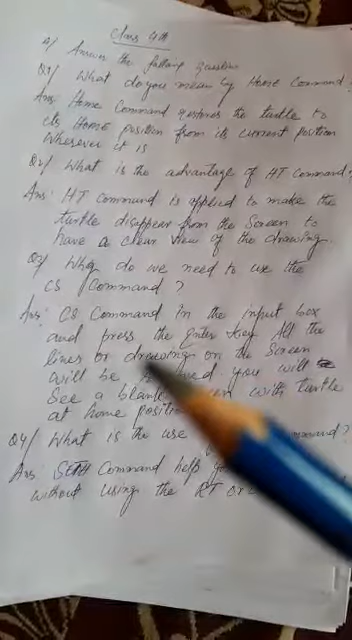 Class 4th
A/ Answer the following question
Q1/ What do you mean by Home Command
Ans Home Command restores the turtle to
its HOME position from its current position
Wherever it is
Q2/ What is the advantage of HT Command?
Ans: HT Command is applied to make the
turtle disappear from the Screen to
have a clear view of the drawing
Q3/ do we need to use the
CS Command ?
Ans: CS Command in the input box
and press the enter key All the
lines or drawing on the Screen
will be you will
See a with turtle
at home
Q4/ What is the use
Ans: SETH Command help
without using the RT or